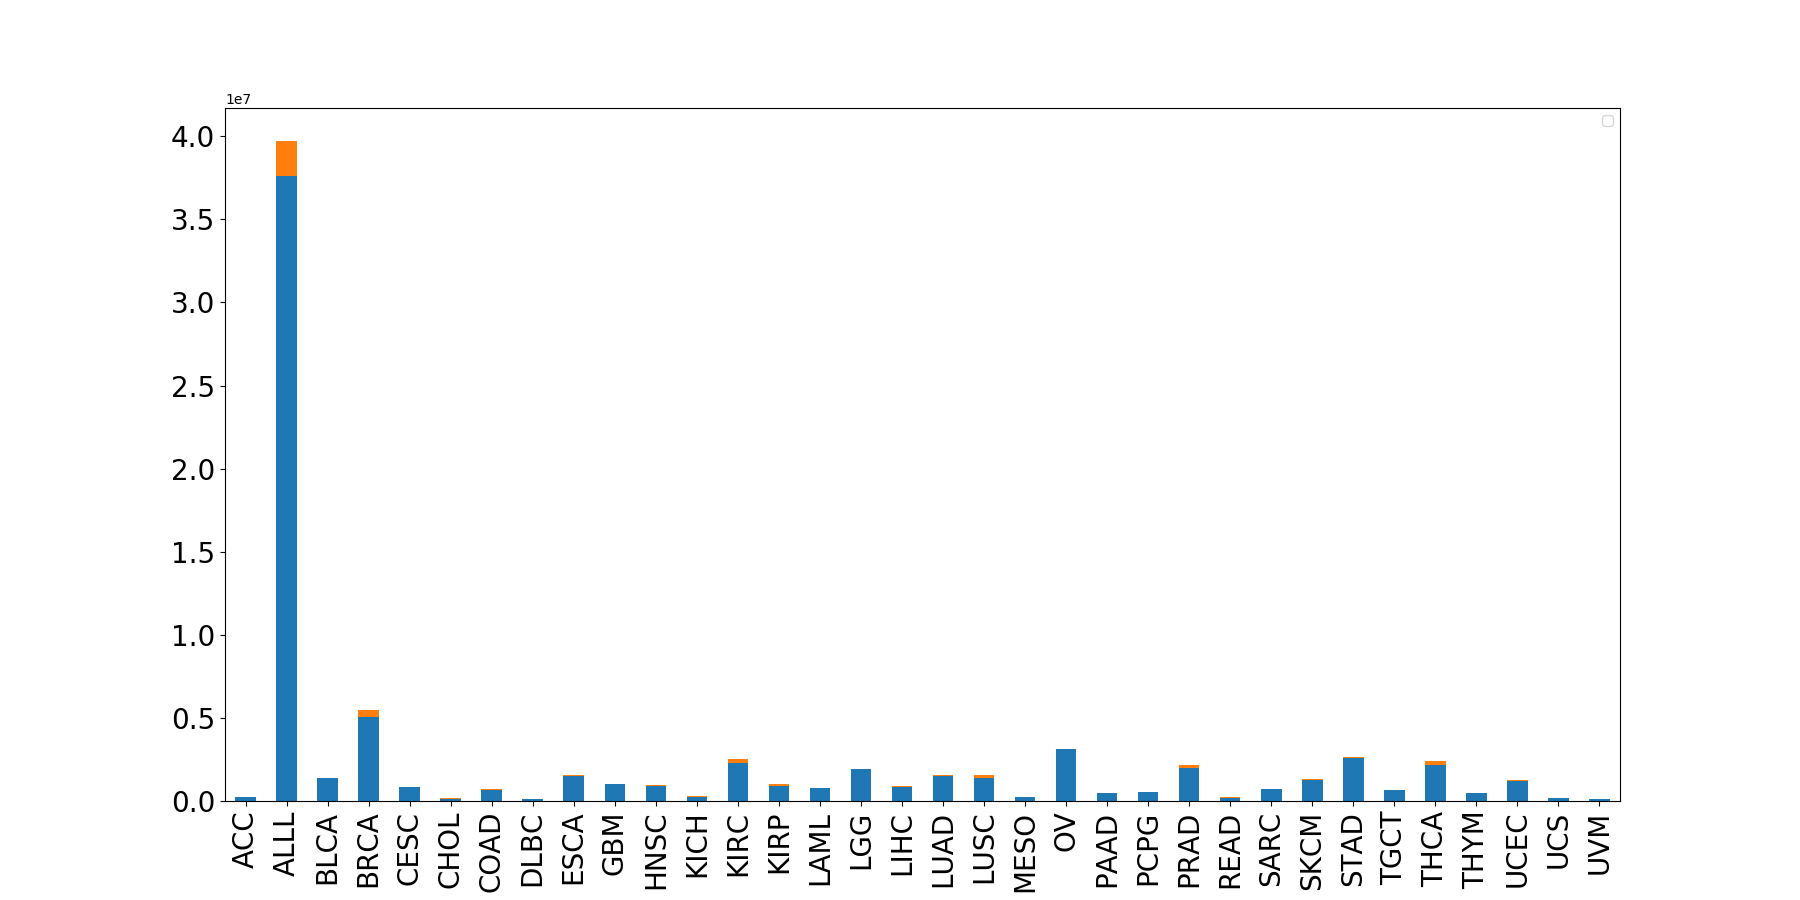 1e7
4.0
3.5
3.0
2.5
2.0
1.5
1.0
0.5
0.0
ACC
ALLL
BLCA
BRCA
CESC
CHOL
COAD
DLBC
ESCA
GBM
HNSC
KICH
KIRC
KIRP
LAML
LGG
LIHC
LUAD
LUSC
MESO
OV
PAAD
PCPG
PRAD
READ
SARC
SKCM
STAD
TGCT
THCA
THYM
UCEC
UCS
UVM